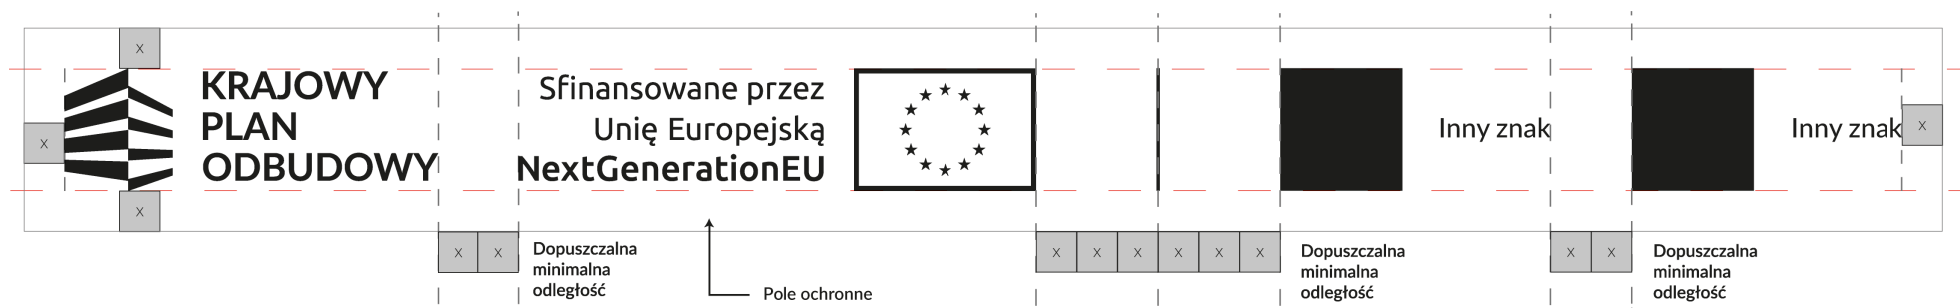 X
KRAJOWY
PLAN
ODBUDOWY
X
X
Sfinansowane przez
Unię Europejską
NextGenerationEU
Inny znak
Inny znak
X
X X
Dopuszczalna
minimalna
odległość
Pole ochronne
X X X X X X
Dopuszczalna
minimalna
odległość
X X
Dopuszczalna
minimalna
odległość